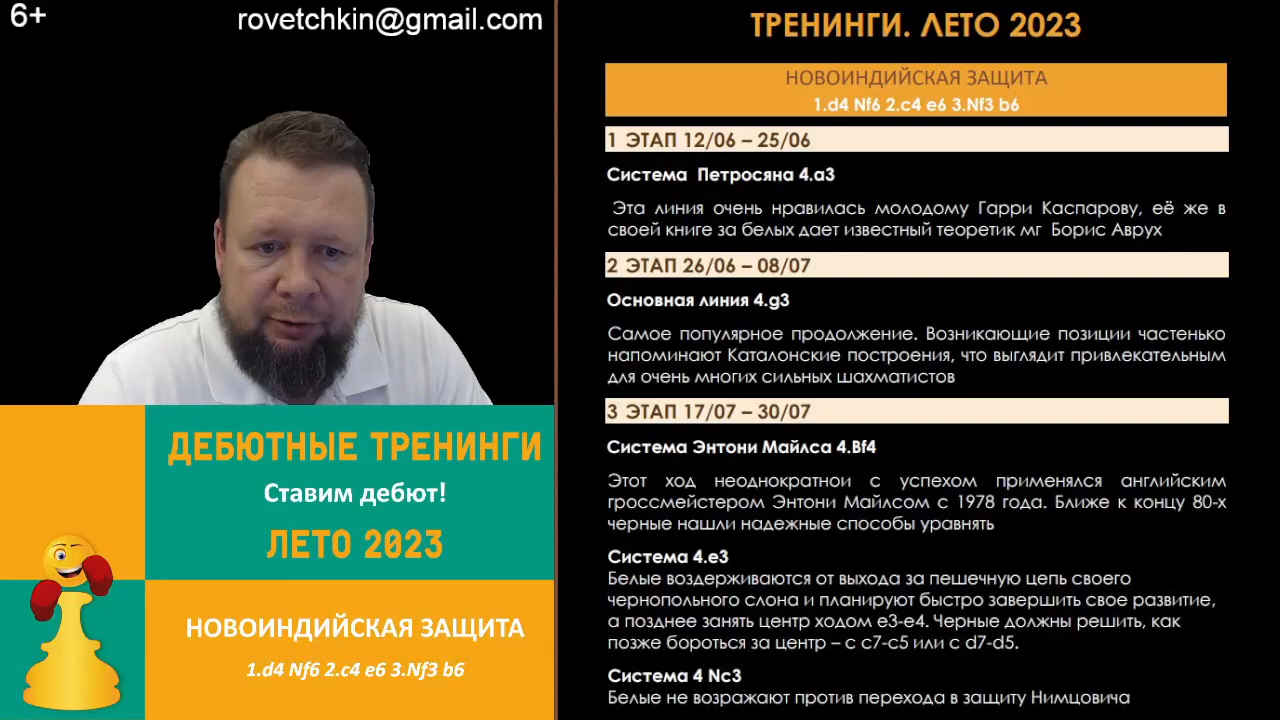 6+
rovetchkin@gmail.com
ДЕБЮТНЫЕ ТРЕНИНГИ
Ставим дебют!
ЛЕТО 2023
НОВОИНДИЙСКАЯ ЗАЩИТА
1.d4 Nf6 2.c4 e6 3.Nf3 b6
ТРЕНИНГИ. ЛЕТО 2023
НОВОИНДИЙСКАЯ ЗАЩИТА
1.d4 Nf6 2.c4 e6 3.Nf3 b6
1 ЭТАП 12/06 – 25/06
Система Петросяна 4.a3
Эта линия очень нравилась молодому Гарри Каспарову, её же в
своей книге за белых дает известный теоретик мг Борис Аврух
2 ЭТАП 26/06 – 08/07
Основная линия 4.g3
Самое популярное продолжение. Возникающие позиции частенько
напоминают Каталонские построения, что выглядит привлекательным
для очень многих сильных шахматистов
3 ЭТАП 17/07 – 30/07
Система Энтони Майлса 4.Bf4
Этот ход неоднократнои с успехом применялся английским
гроссмейстером Энтони Майлсом с 1978 года. Ближе к концу 80-х
черные нашли надежные способы уравнять
Система 4.e3
Белые воздерживаются от выхода за пешечную цепь своего
чернопольного слона и планируют быстро завершить свое развитие,
а позднее занять центр ходом e3-e4. Черные должны решить, как
позже бороться за центр – с c7-c5 или с d7-d5.
Система 4 Nc3
Белые не возражают против перехода в защиту Нимцовича